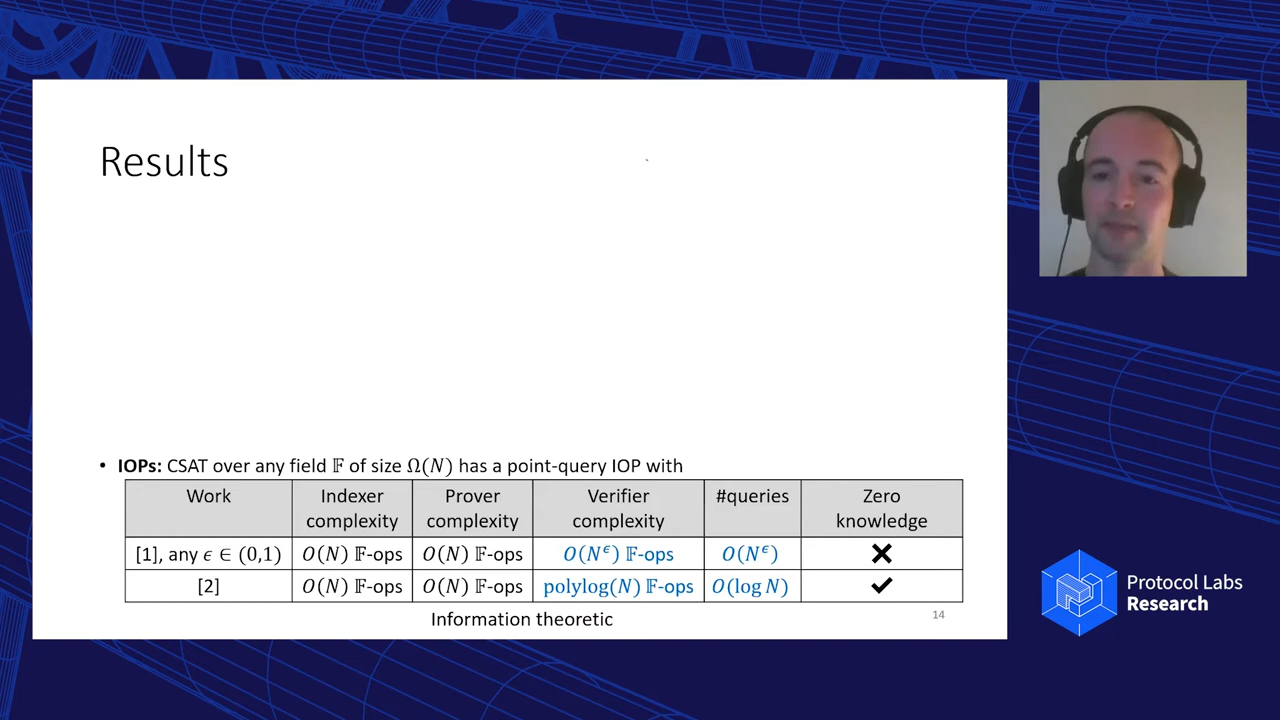 Results
• IOPs: CSAT over any field 𝔽 of size Ω(N) has a point-query IOP with
Work Indexer complexity Prover complexity Verifier complexity #queries Zero knowledge
[1], any ϵ ∈ (0,1) O(N) 𝔽-ops O(N) 𝔽-ops O(N^ϵ) 𝔽-ops O(N^ϵ) ✖
[2] O(N) 𝔽-ops O(N) 𝔽-ops polylog(N) 𝔽-ops O(log N) ✔
Information theoretic
14
Protocol Labs
Research